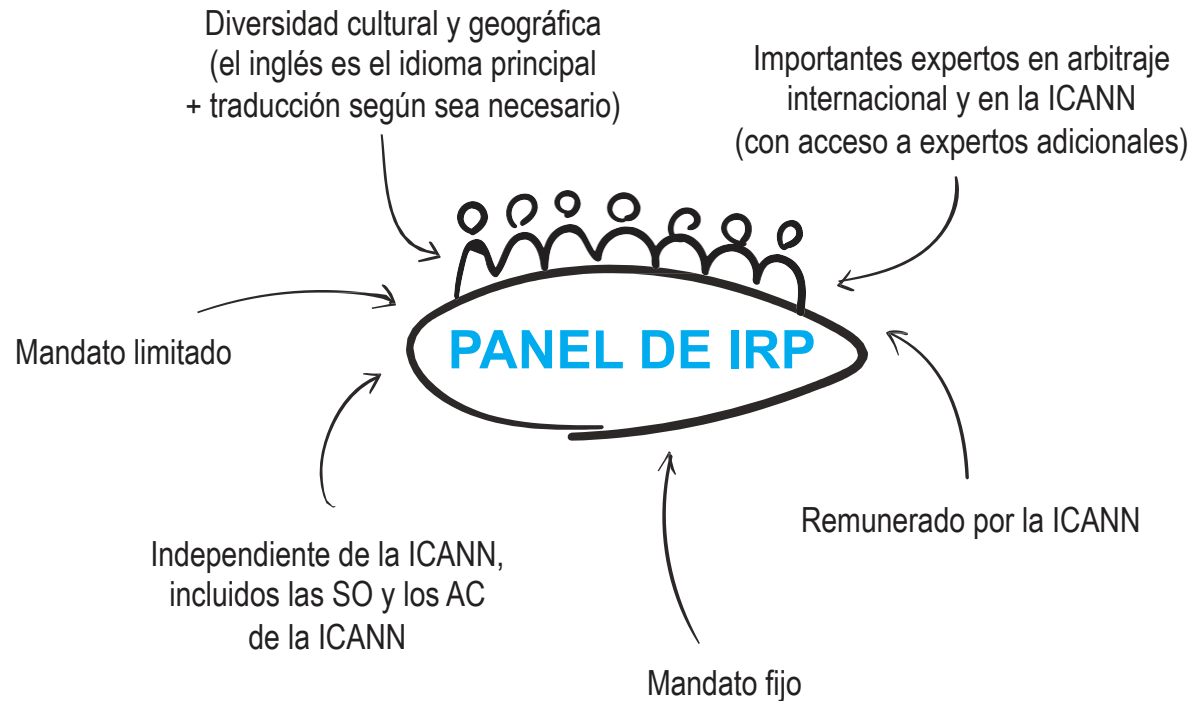 Diversidad cultural y geográfica
(el inglés es el idioma principal
+ traducción según sea necesario)
Importantes expertos en arbitraje
internacional y en la ICANN
(con acceso a expertos adicionales)
PANEL DE IRP
Mandato limitado
Remunerado por la ICANN
Independiente de la ICANN,
incluidos las SO y los AC
de la ICANN
Mandato fijo